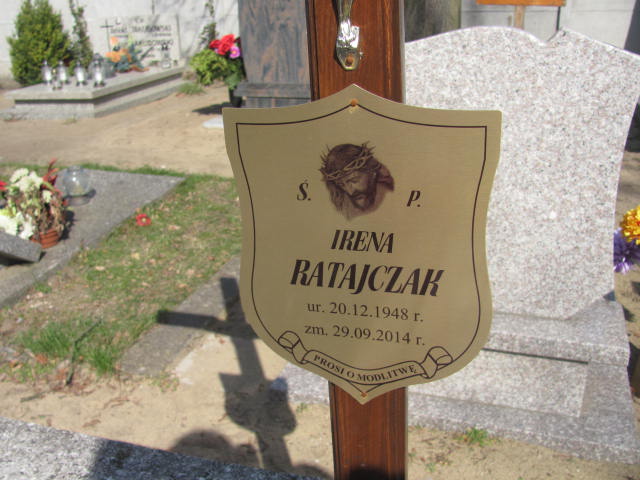 Ś. P.
IRENA
RATAJCZAK
ur. 20.12.1948 r.
zm. 29.09.2014 r.
PROSI O MODLITWĘ